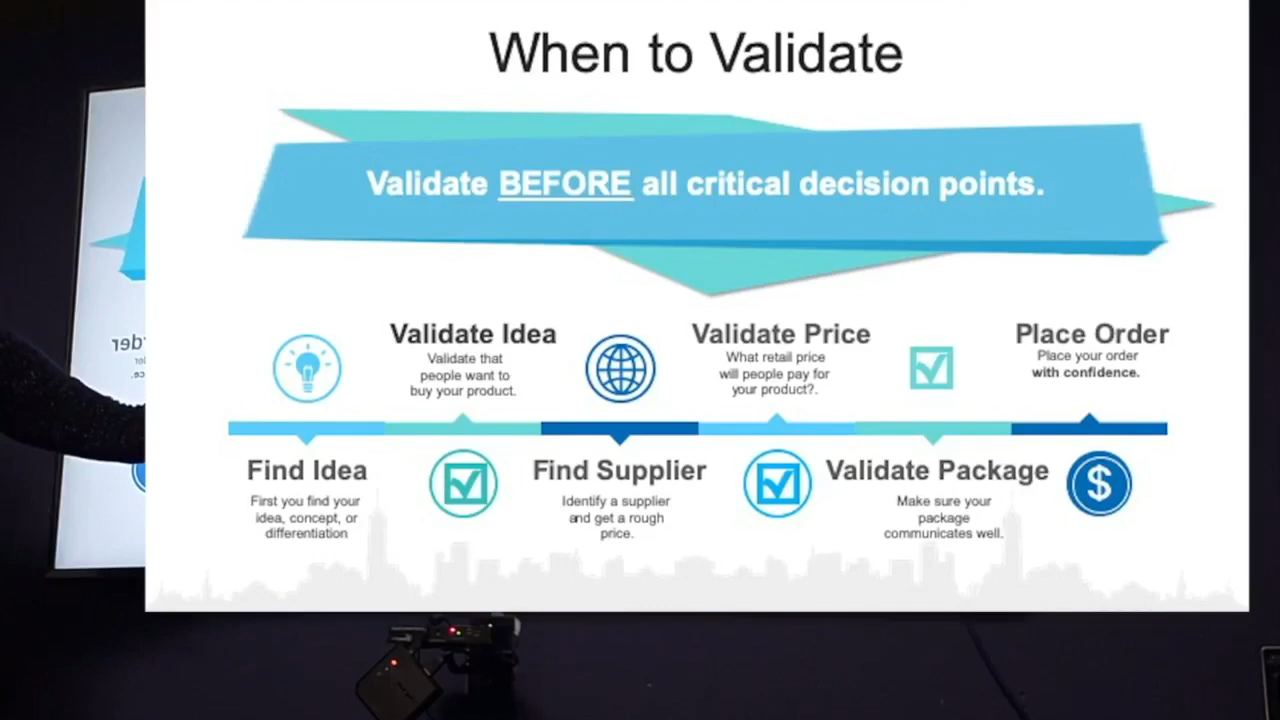 When to Validate
Validate BEFORE all critical decision points.
Validate Idea
Validate that
people want to
buy your product.
Validate Price
What retail price
will people pay for
your product?.
Place Order
Place your order
with confidence.
Find Idea
First you find your
idea, concept, or
differentiation
Find Supplier
Identify a supplier
and get a rough
price.
Validate Package
Make sure your
package
communicates well.
$